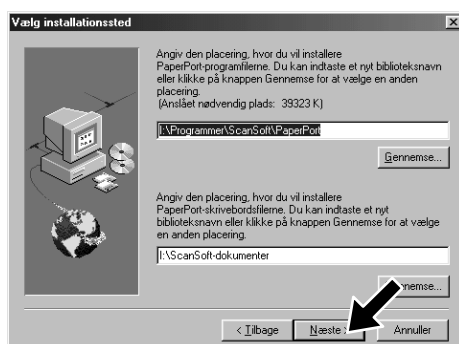 Vælg installationssted
Angiv den placering, hvor du vil installere
PaperPort-programfilerne. Du kan indtaste et nyt biblioteksnavn
eller klikke på knappen Gennemse for at vælge en anden
placering.
(Anslået nødvendig plads: 39323 K)
I:\Programmer\ScanSoft\PaperPort
Gennemse...
Angiv den placering, hvor du vil installere
PaperPort-skrivebordsfilerne. Du kan indtaste et nyt
biblioteksnavn eller klikke på knappen Gennemse for at vælge
en anden placering.
I:\ScanSoft-dokumenter
nnemse...
< Tilbage Næste > Annuller